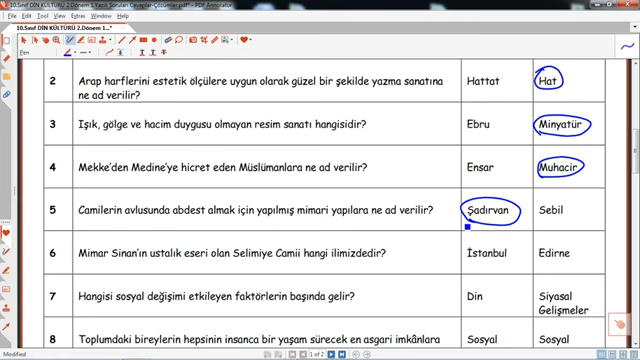 10.Sınıf DİN KÜLTÜRÜ 2.Dönem 1.Yazılı Soruları Cevaplar-Çözümler.pdf* - PDF Annotator
File Edit View Insert Tool Extras Help
10.Sınıf DİN KÜLTÜRÜ 2.Dönem 1...*
Pen
2 Arap harflerini estetik ölçülere uygun olarak güzel bir şekilde yazma sanatına Hattat Hat
ne ad verilir?
3 Işık, gölge ve hacim duygusu olmayan resim sanatı hangisidir? Ebru Minyatür
4 Mekke'den Medine'ye hicret eden Müslümanlara ne ad verilir? Ensar Muhacir
5 Camilerin avlusunda abdest almak için yapılmış mimari yapılara ne ad verilir? Şadırvan Sebil
6 Mimar Sinan'ın ustalık eseri olan Selimiye Camii hangi ilimizdedir? İstanbul Edirne
7 Hangisi sosyal değişimi etkileyen faktörlerin başında gelir? Din Siyasal
Gelişmeler
8 Toplumdaki bireylerin hepsinin insanca bir yaşam sürecek en asgari imkânlara Sosyal Sosyal
Modified 1 of 2